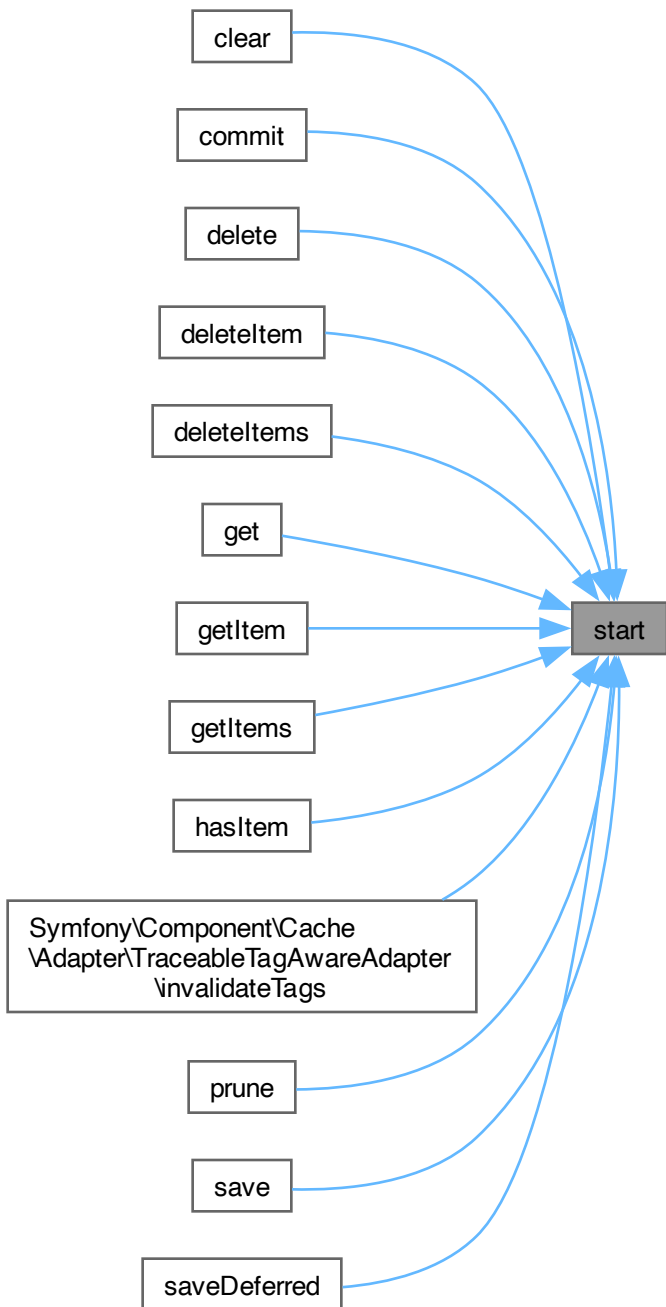 clear
commit
delete
deleteItem
deleteItems
get
getItem
start
getItems
hasItem
Symfony\Component\Cache
\Adapter\TraceableTagAwareAdapter
\invalidateTags
prune
save
saveDeferred